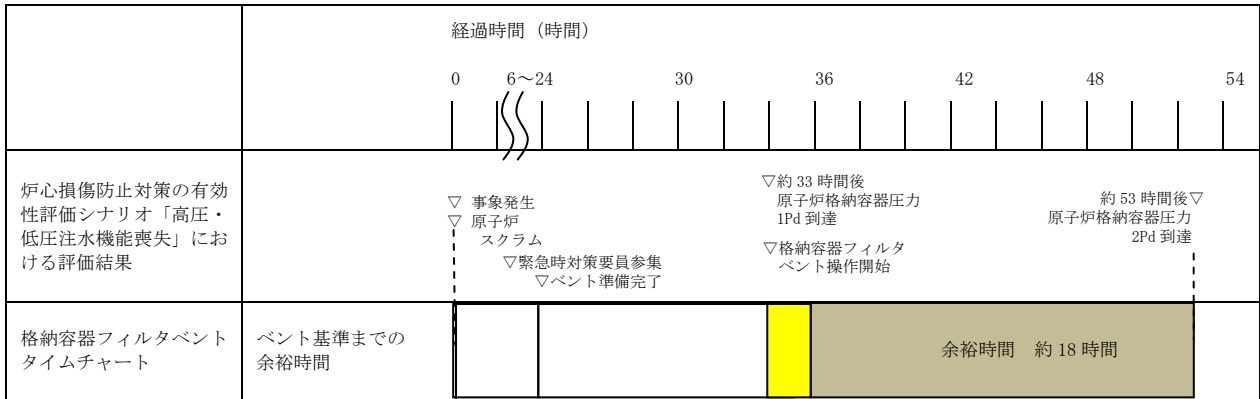 経過時間（時間）
0 6～24 30 36 42 48 54
炉心損傷防止対策の有効
性評価シナリオ「高圧・
低圧注水機能喪失」にお
ける評価結果
▽ 事象発生
▽ 原子炉
スクラム
▽緊急時対策要員参集
▽ベント準備完了
▽約 33 時間後
原子炉格納容器圧力
1Pd 到達
▽格納容器フィルタ
ベント操作開始
約 53 時間後▽
原子炉格納容器圧力
2Pd 到達
格納容器フィルタベント
タイムチャート
ベント基準までの
余裕時間
余裕時間　約 18 時間